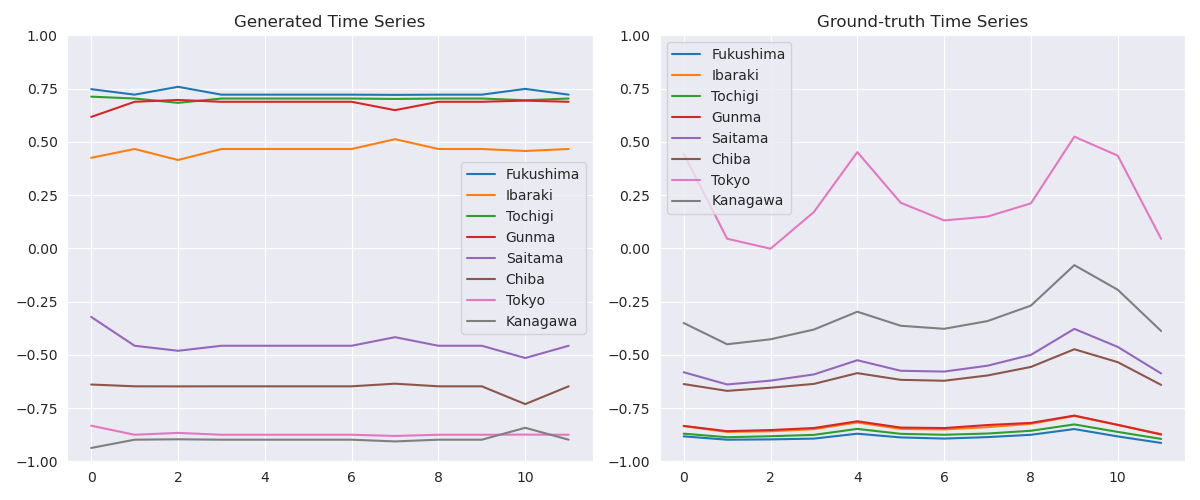 Generated Time Series
1.00
0.75
0.50
0.25
0.00
−0.25
−0.50
−0.75
−1.00
0 2 4 6 8 10
Fukushima
Ibaraki
Tochigi
Gunma
Saitama
Chiba
Tokyo
Kanagawa
Ground-truth Time Series
1.00
0.75
0.50
0.25
0.00
−0.25
−0.50
−0.75
−1.00
0 2 4 6 8 10
Fukushima
Ibaraki
Tochigi
Gunma
Saitama
Chiba
Tokyo
Kanagawa